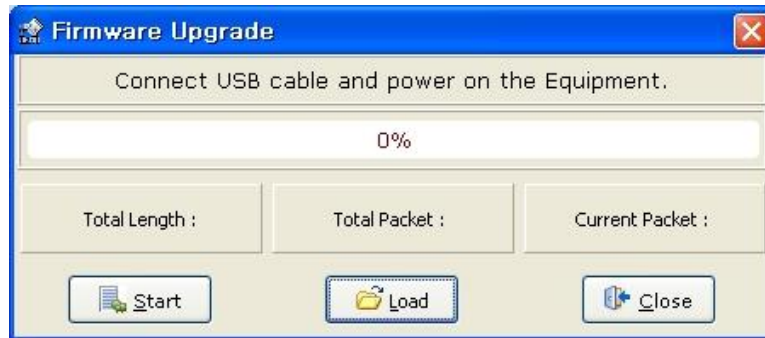 Firmware Upgrade
Connect USB cable and power on the Equipment.
0%
Total Length : Total Packet : Current Packet :
Start Load Close